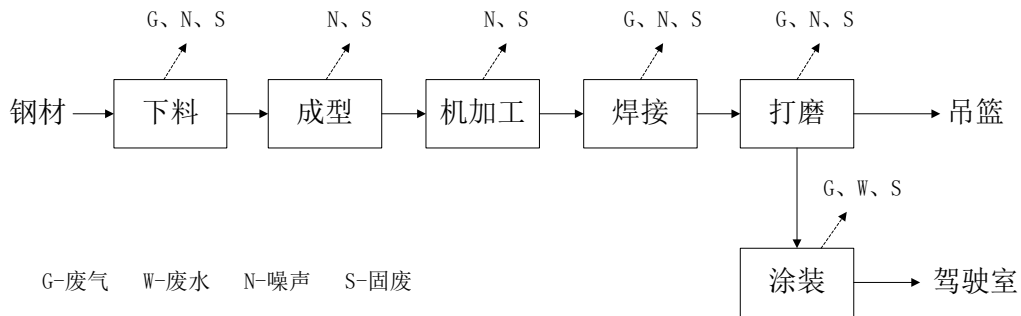 G、N、S
N、S
N、S
G、N、S
G、N、S
钢材
下料
成型
机加工
焊接
打磨
吊篮
G、W、S
G-废气 W-废水 N-噪声 S-固废
涂装
驾驶室